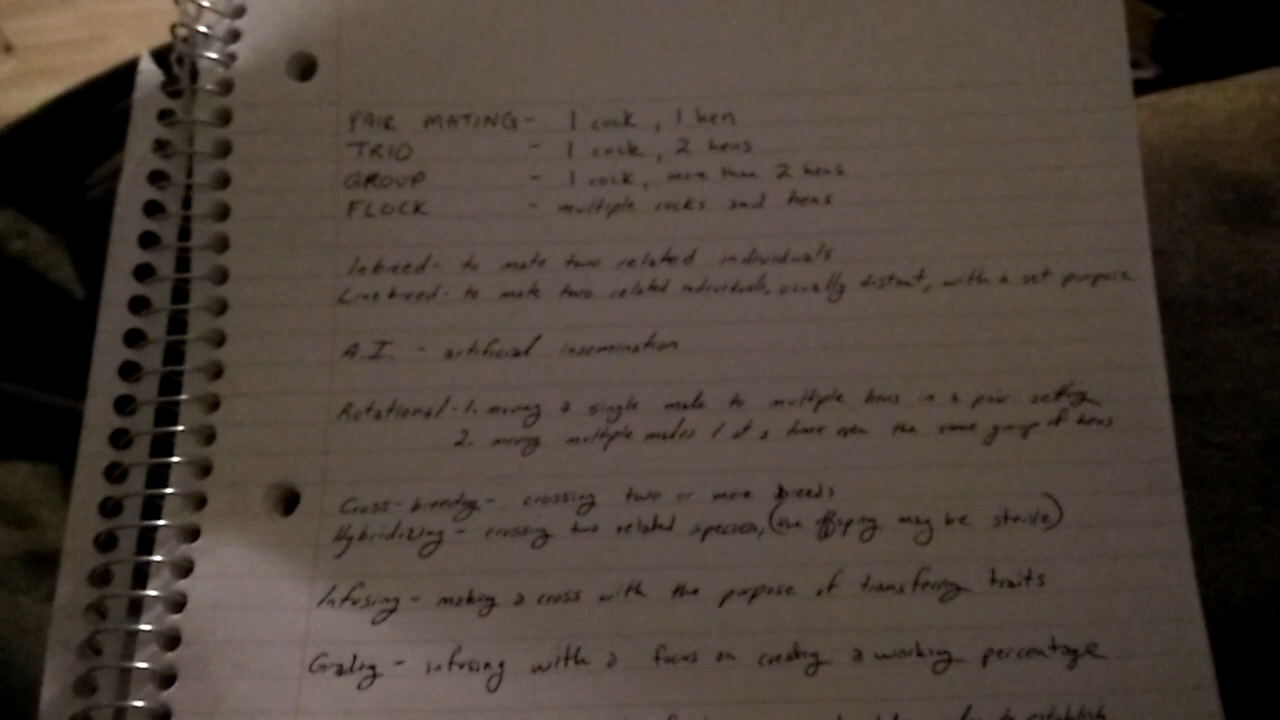 PAIR MATING - 1 cock, 1 hen
TRIO - 1 cock, 2 hens
GROUP - 1 cock, more than 2 hens
FLOCK - multiple cocks and hens
Inbreed - to mate two related individuals
Linebreed - to mate two related individuals, usually distant, with a set purpose
A.I. - artificial insemination
Rotational - 1. moving a single male to multiple hens in a pair setting
2. moving multiple males 1 at a time over the same group of hens
Cross-breeding - crossing two or more breeds
Hybridizing - crossing two related species, (the offspring may be sterile)
Infusing - making a cross with the purpose of transfering traits
Grading - infusing with a focus on creating a working percentage
to establish